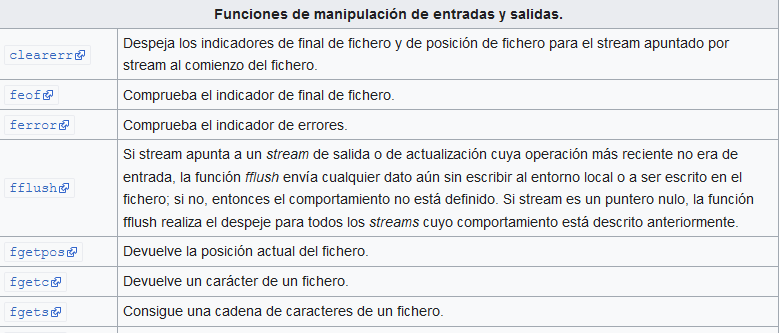 Funciones de manipulación de entradas y salidas.
clearerr
Despeja los indicadores de final de fichero y de posición de fichero para el stream apuntado por
stream al comienzo del fichero.
feof
Comprueba el indicador de final de fichero.
ferror
Comprueba el indicador de errores.
fflush
Si stream apunta a un stream de salida o de actualización cuya operación más reciente no era de
entrada, la función fflush envía cualquier dato aún sin escribir al entorno local o a ser escrito en el
fichero; si no, entonces el comportamiento no está definido. Si stream es un puntero nulo, la función
fflush realiza el despeje para todos los streams cuyo comportamiento está descrito anteriormente.
fgetpos
Devuelve la posición actual del fichero.
fgetc
Devuelve un carácter de un fichero.
fgets
Consigue una cadena de caracteres de un fichero.